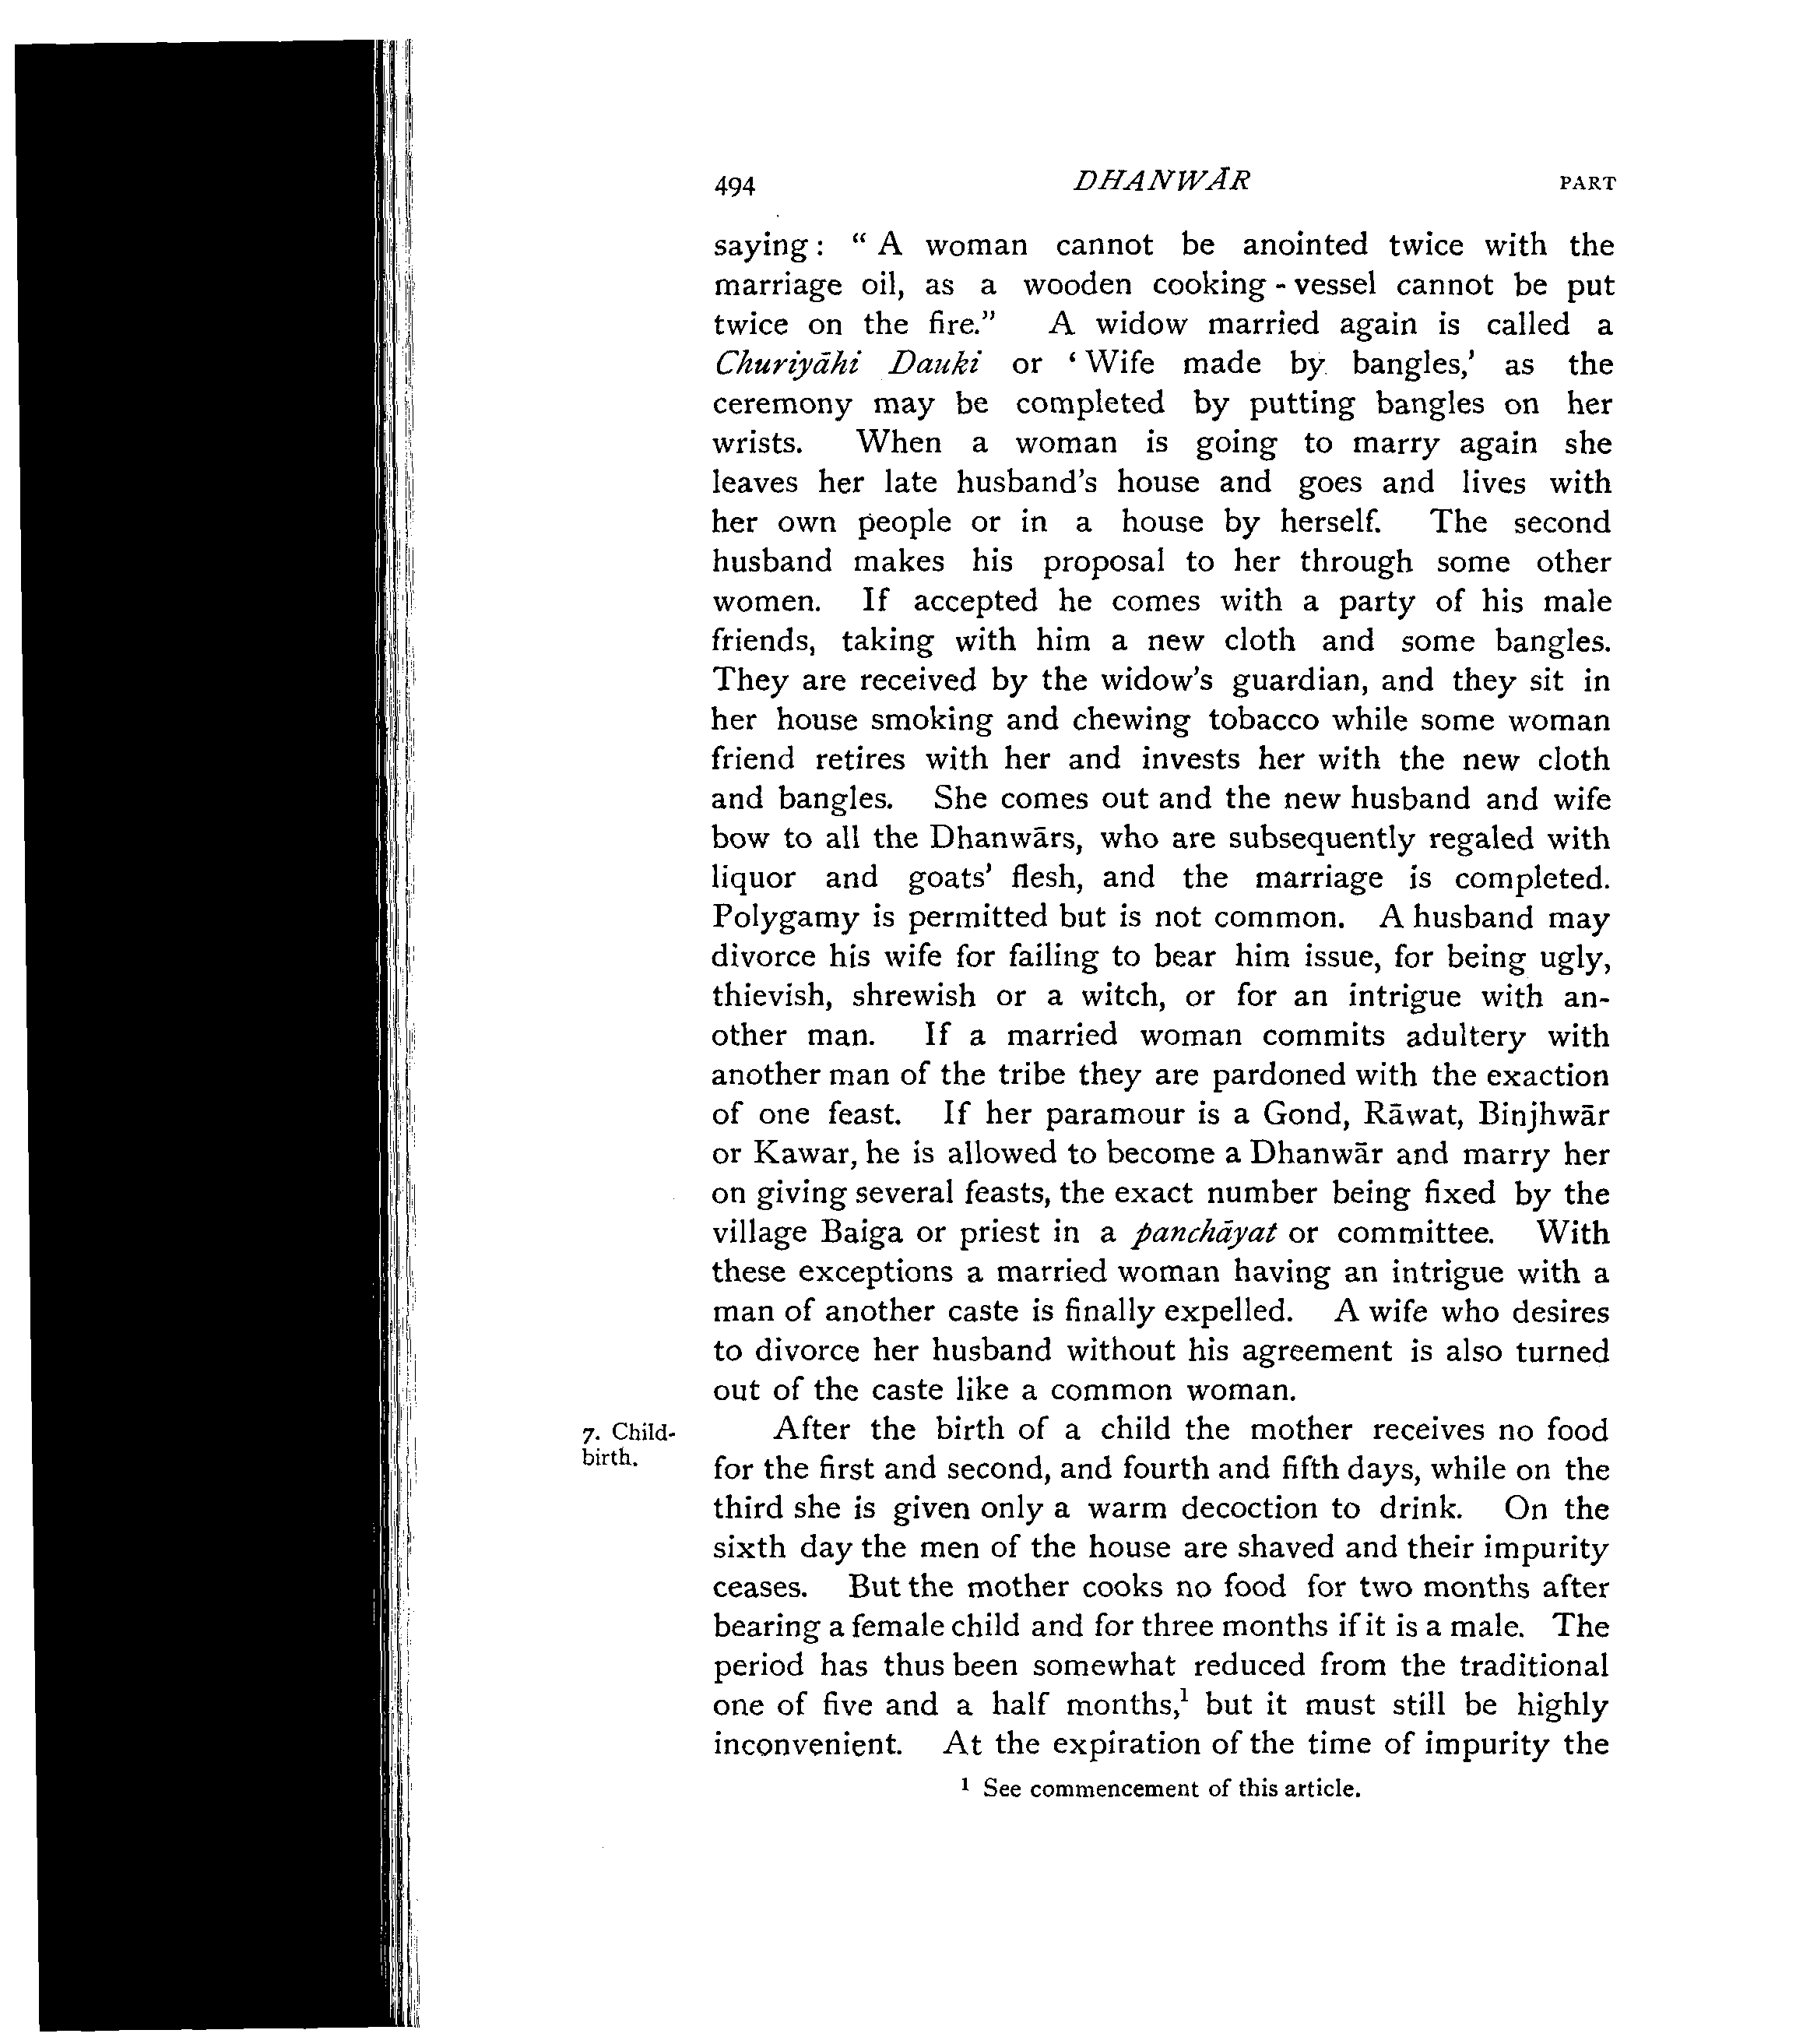 494 DHANWĀR PART
saying: “ A woman cannot be anointed twice with the
marriage oil, as a wooden cooking-vessel cannot be put
twice on the fire.” A widow married again is called a
Churiyāhi Dauki or ‘ Wife made by bangles,’ as the
ceremony may be completed by putting bangles on her
wrists. When a woman is going to marry again she
leaves her late husband’s house and goes and lives with
her own people or in a house by herself. The second
husband makes his proposal to her through some other
women. If accepted he comes with a party of his male
friends, taking with him a new cloth and some bangles.
They are received by the widow’s guardian, and they sit in
her house smoking and chewing tobacco while some woman
friend retires with her and invests her with the new cloth
and bangles. She comes out and the new husband and wife
bow to all the Dhanwārs, who are subsequently regaled with
liquor and goats’ flesh, and the marriage is completed.
Polygamy is permitted but is not common. A husband may
divorce his wife for failing to bear him issue, for being ugly,
thievish, shrewish or a witch, or for an intrigue with an-
other man. If a married woman commits adultery with
another man of the tribe they are pardoned with the exaction
of one feast. If her paramour is a Gond, Rāwat, Binjhwār
or Kawar, he is allowed to become a Dhanwār and marry her
on giving several feasts, the exact number being fixed by the
village Baiga or priest in a panchāyat or committee. With
these exceptions a married woman having an intrigue with a
man of another caste is finally expelled. A wife who desires
to divorce her husband without his agreement is also turned
out of the caste like a common woman.
7. Child-
birth.
After the birth of a child the mother receives no food
for the first and second, and fourth and fifth days, while on the
third she is given only a warm decoction to drink. On the
sixth day the men of the house are shaved and their impurity
ceases. But the mother cooks no food for two months after
bearing a female child and for three months if it is a male. The
period has thus been somewhat reduced from the traditional
one of five and a half months,¹ but it must still be highly
inconvenient. At the expiration of the time of impurity the
¹ See commencement of this article.